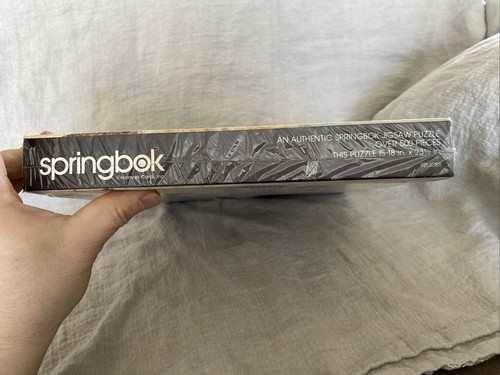 springbok
© Hallmark Cards, Inc.
AN AUTHENTIC SPRINGBOK JIGSAW PUZZLE
OVER 500 PIECES
THIS PUZZLE IS 18 in. x 23½ in.